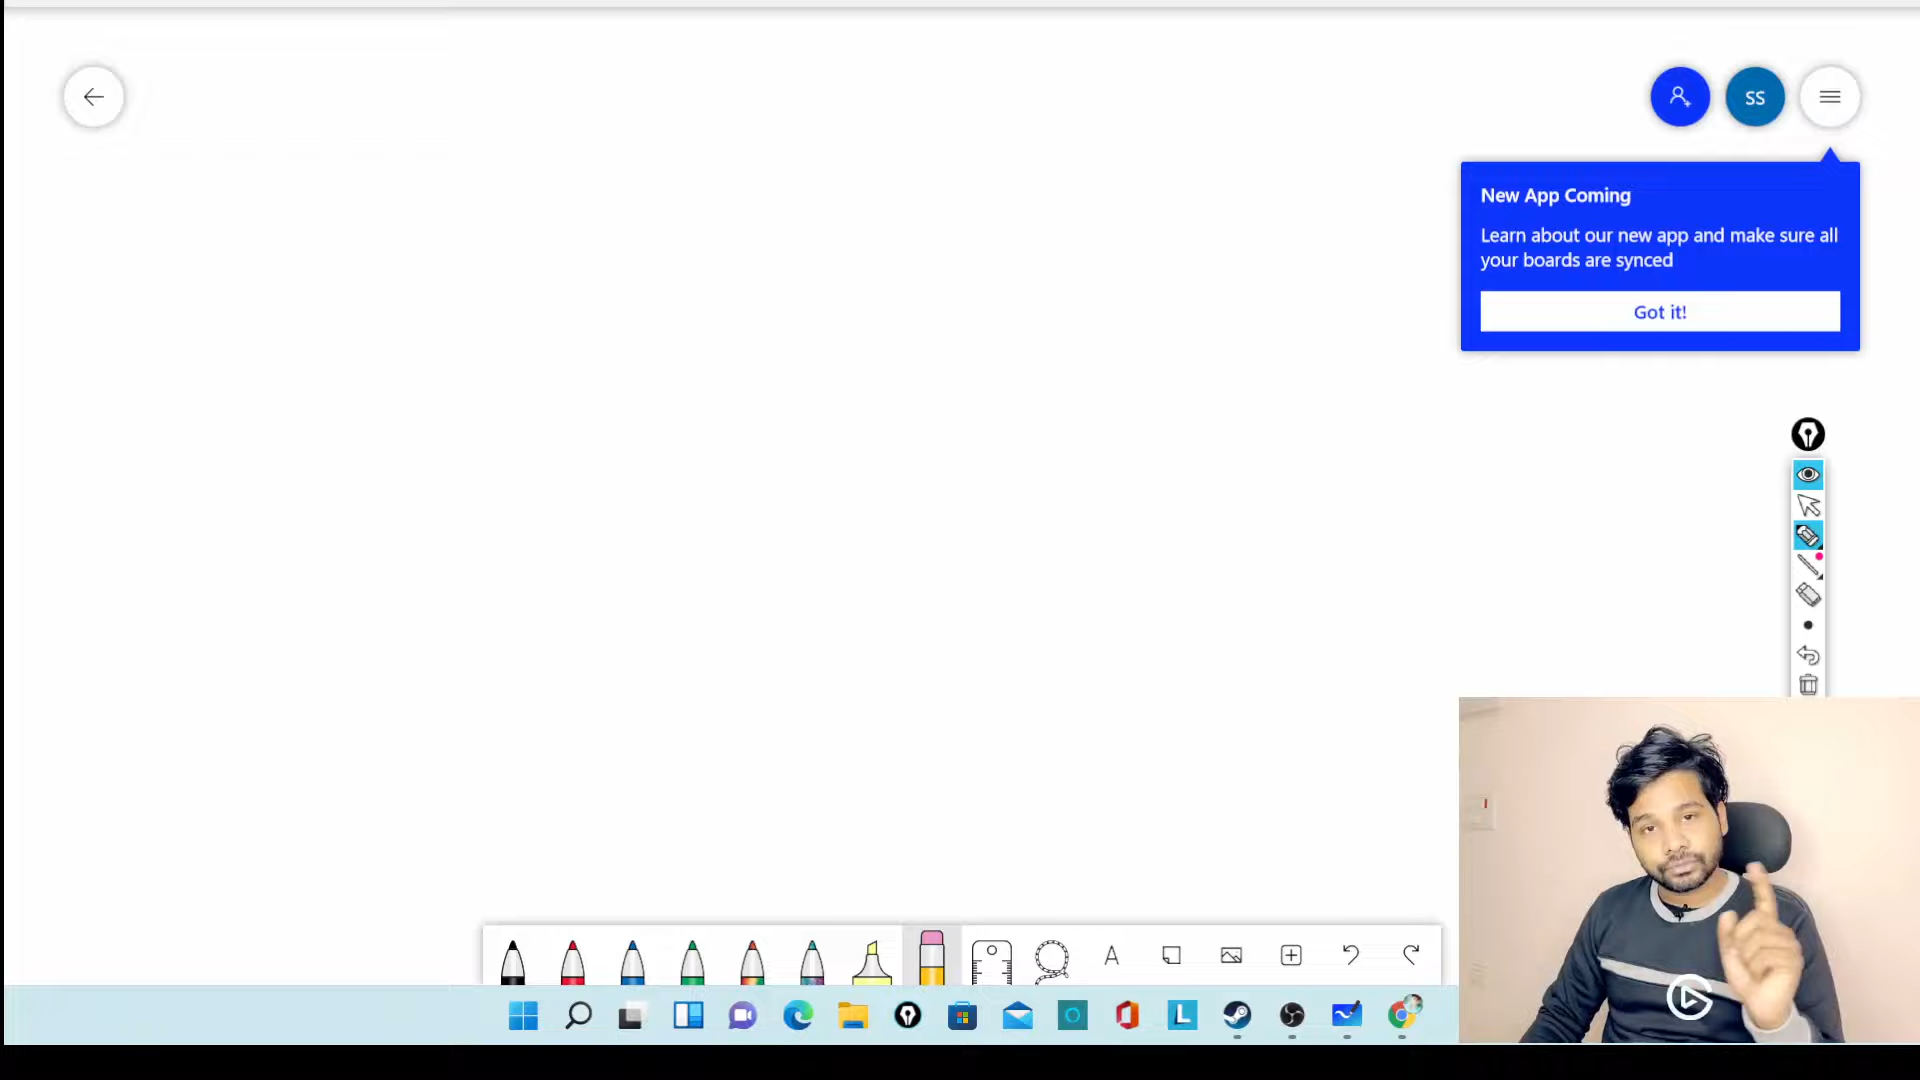 SS
New App Coming
Learn about our new app and make sure all
your boards are synced
Got it!
A
L